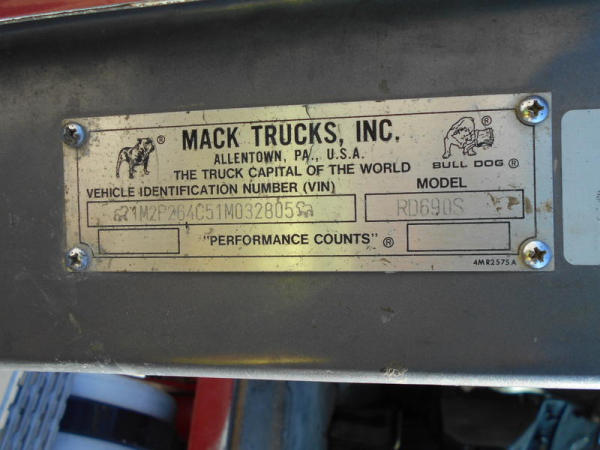 MACK TRUCKS, INC.
ALLENTOWN, PA., U.S.A.
THE TRUCK CAPITAL OF THE WORLD
BULL DOG ®
VEHICLE IDENTIFICATION NUMBER (VIN) MODEL
1M2P264C51M032805 RD690S
"PERFORMANCE COUNTS" ®
4MR2575A